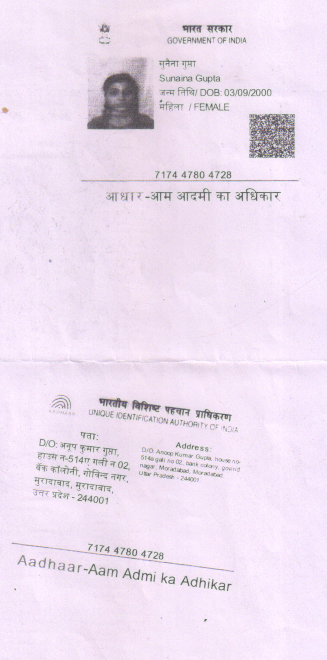 भारत सरकार
GOVERNMENT OF INDIA
सुनैना गुप्ता
Sunaina Gupta
जन्म तिथि/ DOB: 03/09/2000
महिला / FEMALE
7174 4780 4728
आधार-आम आदमी का अधिकार
भारतीय विशिष्ट पहचान प्राधिकरण
UNIQUE IDENTIFICATION AUTHORITY OF INDIA
पता:
D/O: अनूप कुमार गुप्ता,
हाउस न-514ए गली न 02,
बैंक कॉलोनी, गोविन्द नगर,
मुरादाबाद, मुरादाबाद,
उत्तर प्रदेश - 244001
Address:
D/O: Anoop Kumar Gupta, house no-
514a gali no 02, bank colony, govind
nagar, Moradabad, Moradabad,
Uttar Pradesh - 244001
7174 4780 4728
Aadhaar-Aam Admi ka Adhikar